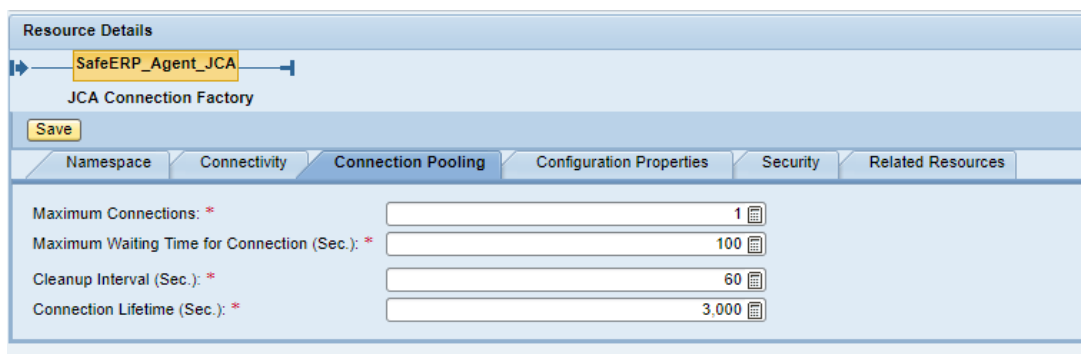 Resource Details
SafeERP_Agent_JCA
JCA Connection Factory
Save
Namespace Connectivity Connection Pooling Configuration Properties Security Related Resources
Maximum Connections: * 1
Maximum Waiting Time for Connection (Sec.): * 100
Cleanup Interval (Sec.): * 60
Connection Lifetime (Sec.): * 3,000